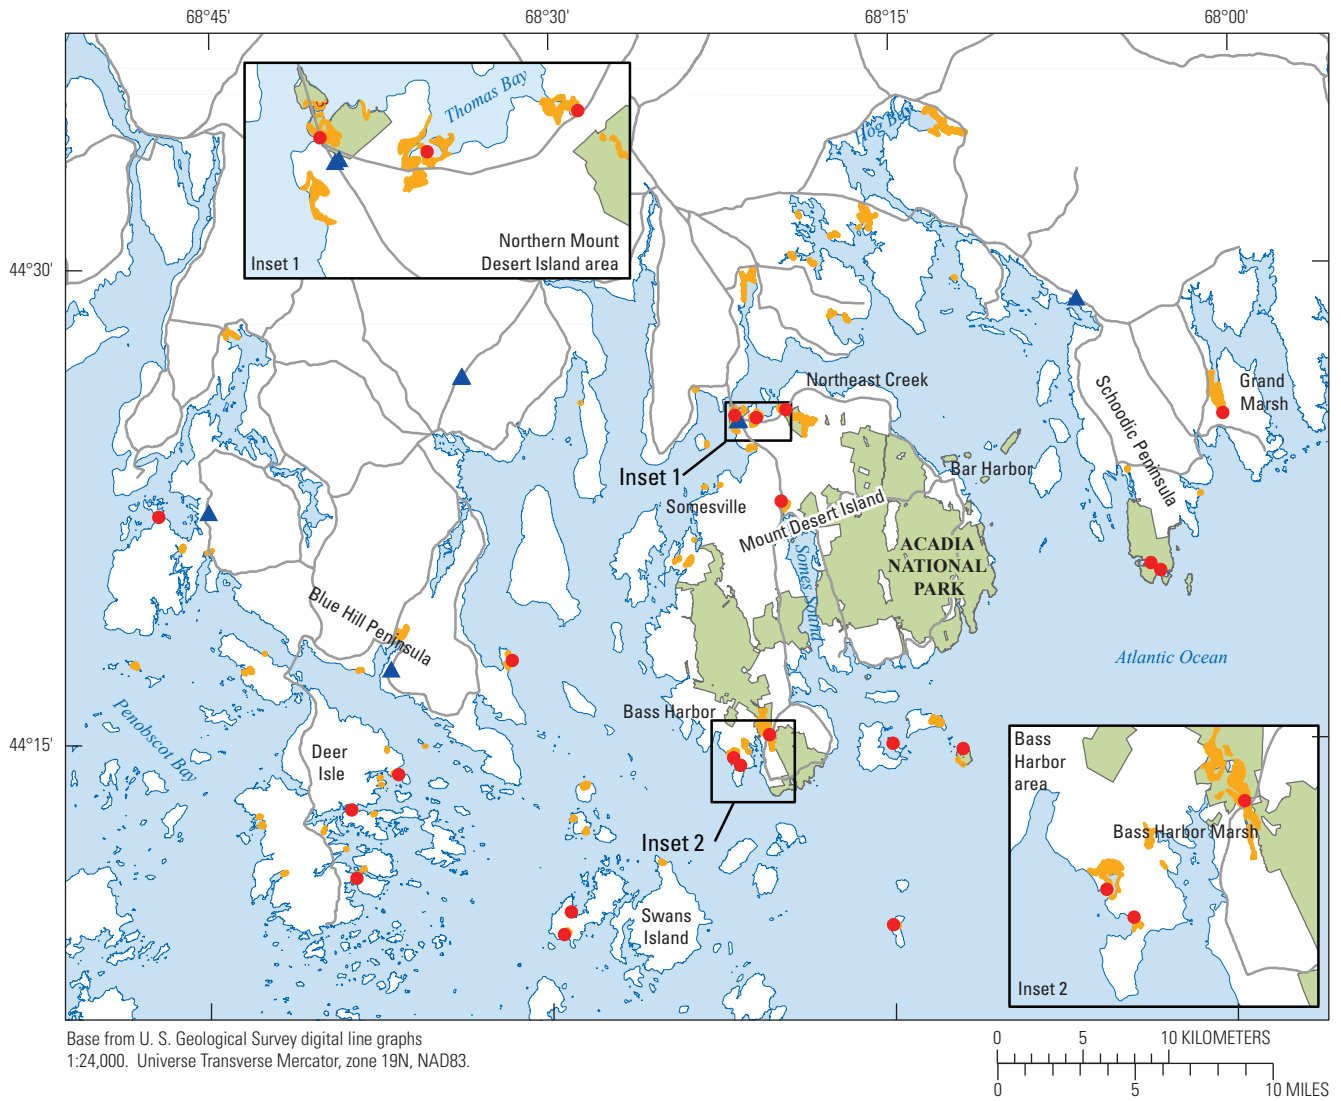 68°45'
68°30'
68°15'
68°00'
Thomas Bay
Hog Bay
Northern Mount
Desert Island area
Inset 1
44°30'
Northeast Creek
Grand
Marsh
Schoodic Peninsula
Inset 1
Bar Harbor
Somesville
Mount Desert Island
ACADIA
NATIONAL
PARK
Somes Sound
Blue Hill Peninsula
Atlantic Ocean
Penobscot Bay
Bass Harbor
44°15'
Deer
Isle
Bass
Harbor
area
Bass Harbor Marsh
Inset 2
Swans
Island
Inset 2
Base from U. S. Geological Survey digital line graphs
1:24,000. Universe Transverse Mercator, zone 19N, NAD83.
0 5 10 KILOMETERS
0 5 10 MILES